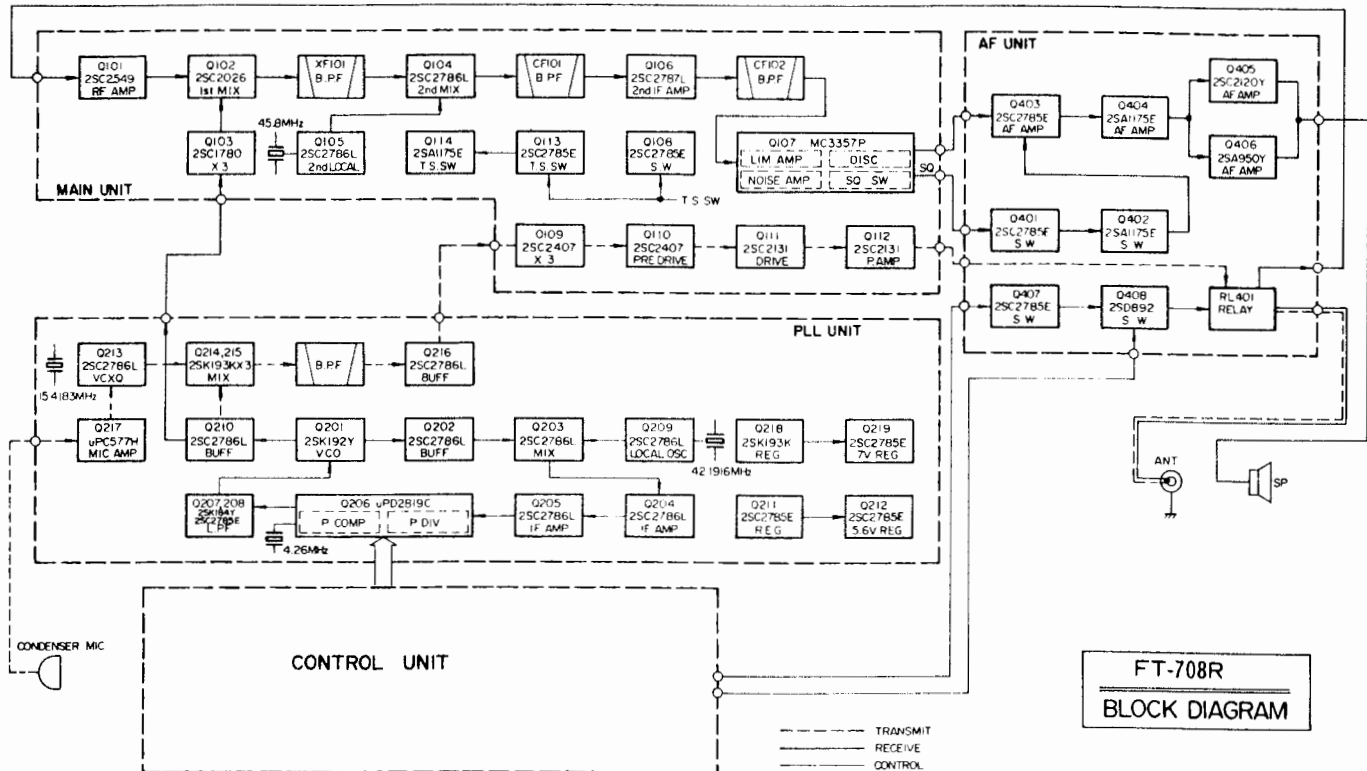 AF UNIT
Q101
2SC2549
RF AMP
Q102
2SC2026
1st MIX
XF101
B.P.F
Q104
2SC2786L
2nd MIX
CF101
B.P.F
Q106
2SC2787L
2nd IF AMP
CF102
B.P.F
Q103
2SC1780
X 3
45.8MHz
Q105
2SC2786L
2nd LOCAL
Q114
2SA1175E
T.S.SW
Q113
2SC2785E
T.S.SW
Q108
2SC2785E
S.W
Q107 MC3357P
LIM AMP
DISC
NOISE AMP
SQ SW
SQ
T.S.SW
MAIN UNIT
Q109
2SC2407
X 3
Q110
2SC2407
PRE DRIVE
Q111
2SC2131
DRIVE
Q112
2SC2131
P.AMP
Q403
2SC2785E
AF AMP
Q404
2SA1175E
AF AMP
Q405
2SC2120Y
AF AMP
Q406
2SA950Y
AF AMP
Q401
2SC2785E
S.W
Q402
2SA1175E
S.W
Q407
2SC2785E
S.W
Q408
2SD892
S.W
RL401
RELAY
PLL UNIT
Q213
2SC2786L
VCXO
15.4183MHz
Q214,215
2SK193KX3
MIX
B.P.F
Q216
2SC2786L
BUFF
Q217
uPC577H
MIC AMP
Q210
2SC2786L
BUFF
Q201
2SK192Y
VCO
Q202
2SC2786L
BUFF
Q203
2SC2786L
MIX
Q209
2SC2786L
LOCAL OSC
42.1916MHz
Q218
2SK193K
REG
Q219
2SC2785E
7V REG
Q207,208
2SK184Y
2SC2785E
L.P.F
Q206 uPD2819C
P COMP
P DIV
4.26MHz
Q205
2SC2786L
IF AMP
Q204
2SC2786L
IF AMP
Q211
2SC2785E
REG
Q212
2SC2785E
5.6V REG
ANT
SP
CONDENSER MIC
CONTROL UNIT
FT-708R
BLOCK DIAGRAM
TRANSMIT
RECEIVE
CONTROL